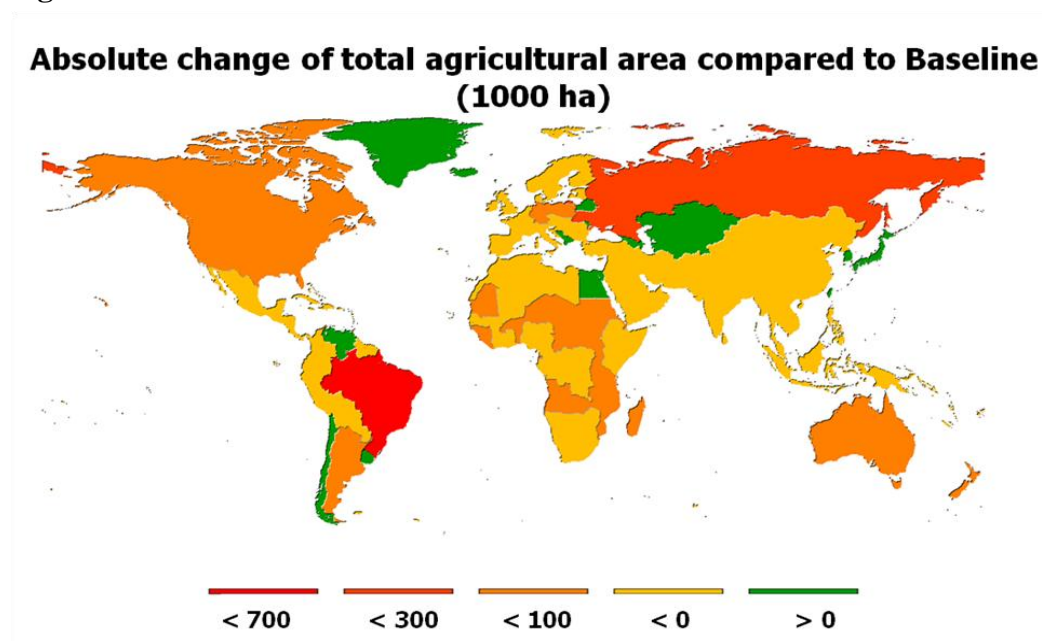 Absolute change of total agricultural area compared to Baseline
(1000 ha)
< 700 < 300 < 100 < 0 > 0